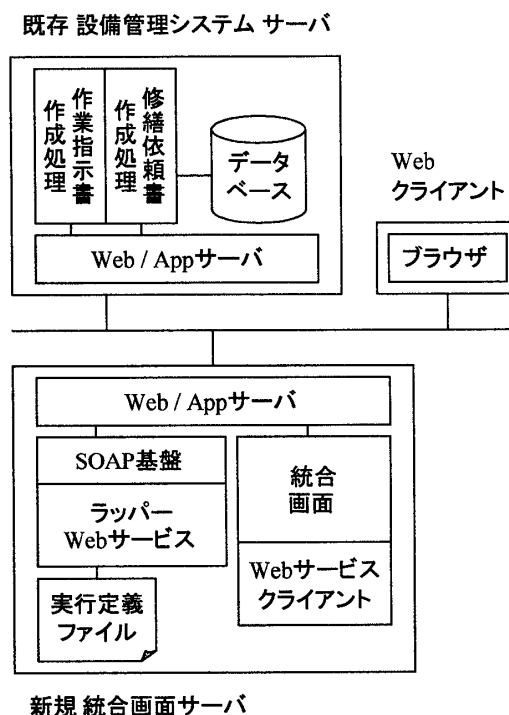 既存 設備管理システム サーバ
作業指示書
作成処理
修繕依頼書
作成処理
データ
ベース
Web / Appサーバ
Web
クライアント
ブラウザ
Web / Appサーバ
SOAP基盤
ラッパー
Webサービス
実行定義
ファイル
統合
画面
Webサービス
クライアント
新規 統合画面サーバ